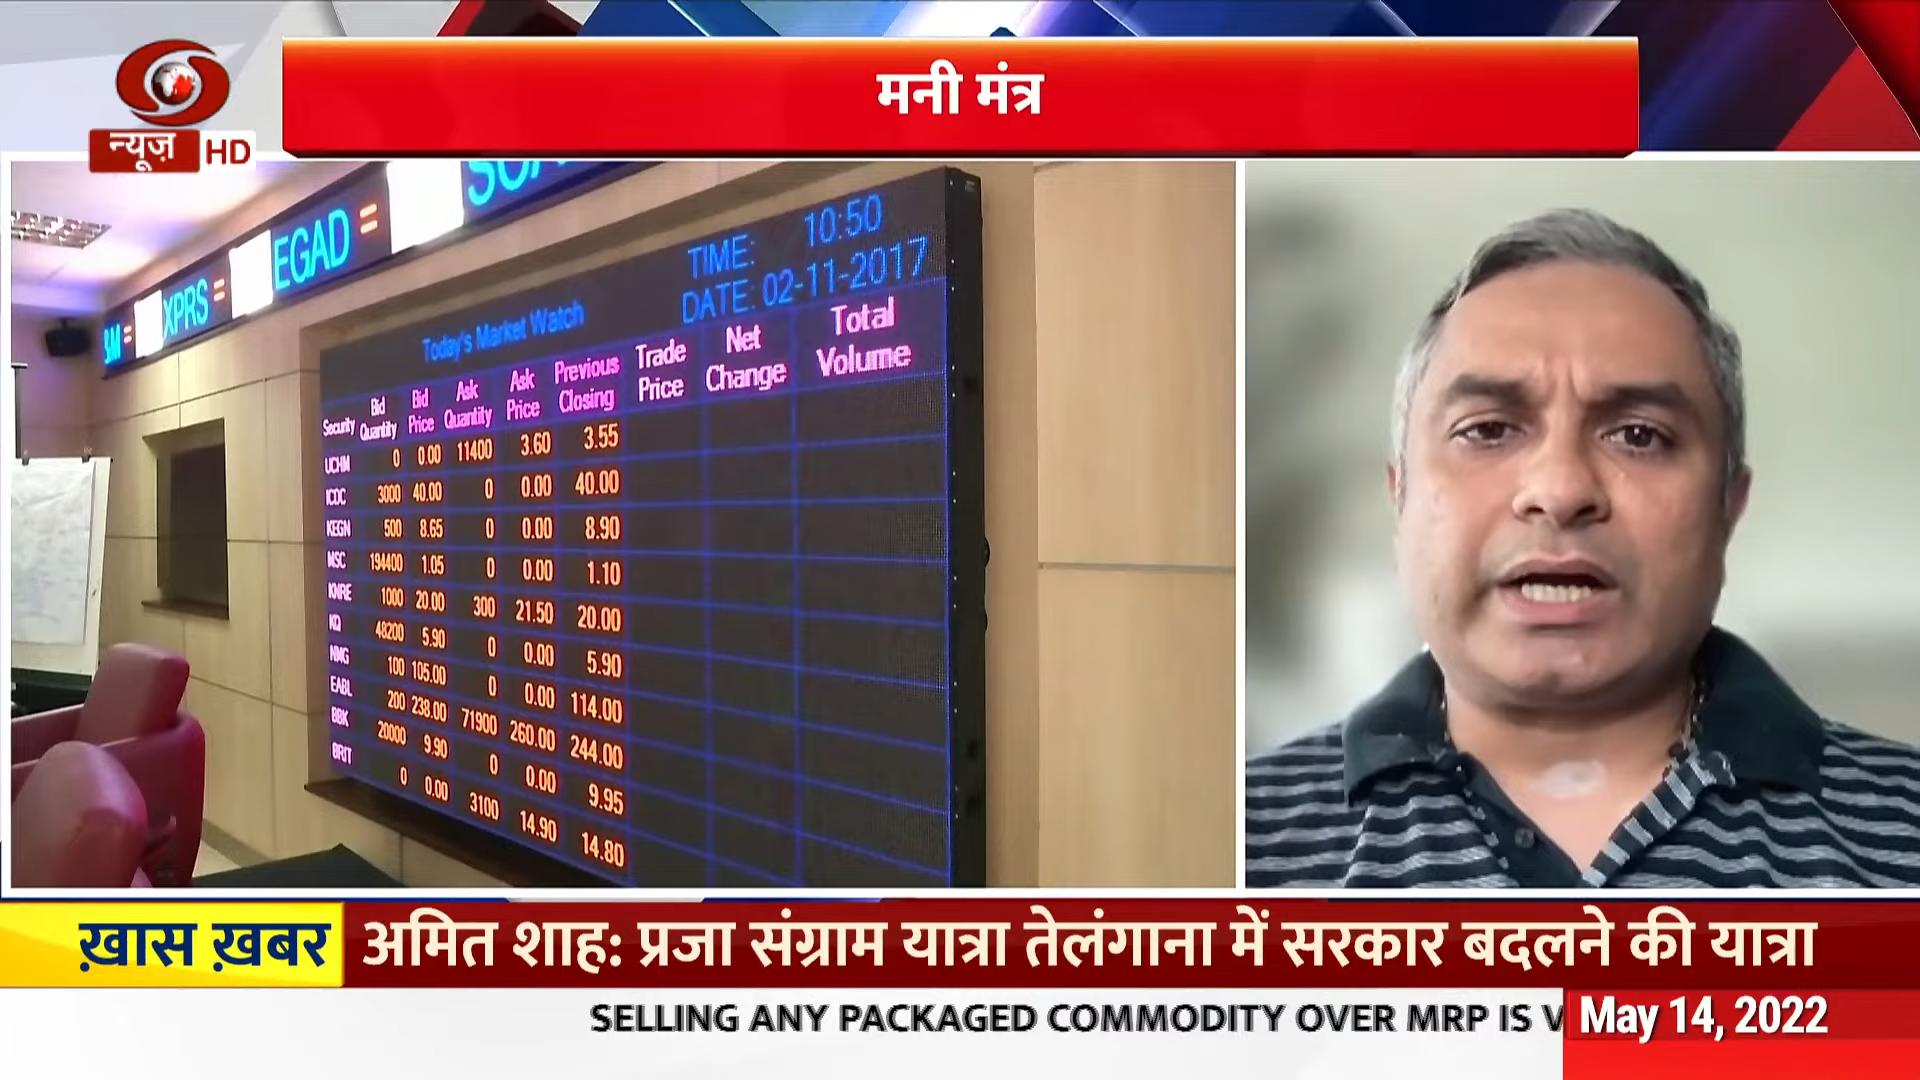 मनी मंत्र
न्यूज़ HD
BM = XPRS = EGAD =
TIME: 10:50
DATE: 02-11-2017
Today's Market Watch
Security Bid Quantity Bid Price Ask Quantity Ask Price Previous Closing Trade Price Net Change Total Volume
UCHM 0 0.00 11400 3.60 3.55
ICDC 3000 40.00 0 0.00 40.00
KEGN 500 8.65 0 0.00 8.90
MSC 194400 1.05 0 0.00 1.10
KNRE 1000 20.00 300 21.50 20.00
KQ 48200 5.90 0 0.00 5.90
NMG 100 105.00 0 0.00 114.00
EABL 200 238.00 71900 260.00 244.00
BBK 20000 9.90 0 0.00 9.95
BRIT 0 0.00 3100 14.90 14.80
ख़ास ख़बर अमित शाह: प्रजा संग्राम यात्रा तेलंगाना में सरकार बदलने की यात्रा
SELLING ANY PACKAGED COMMODITY OVER MRP IS
May 14, 2022